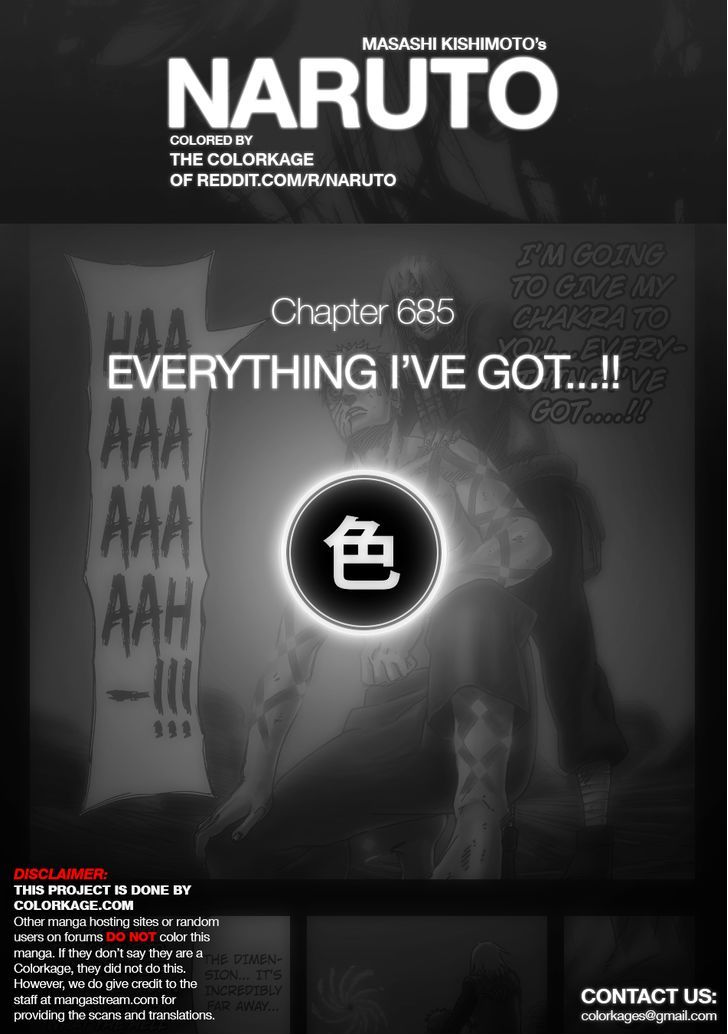 MASASHI KISHIMOTO's
NARUTO
COLORED BY
THE COLORKAGE
OF REDDIT.COM/R/NARUTO
I'M GOING
TO GIVE MY
CHAKRA TO
YOU...EVERY-
I'VE
GOT....!!
Chapter 685
EVERYTHING I'VE GOT...!!
HAA
AAA
AAA
AAH
—!!!
色
DISCLAIMER:
THIS PROJECT IS DONE BY
COLORKAGE.COM
Other manga hosting sites or random
users on forums DO NOT color this
manga. If they don't say they are a
Colorkage, they did not do this.
However, we do give credit to the
staff at mangastream.com for
providing the scans and translations.
THE DIMEN-
SION... IT'S
INCREDIBLY
FAR AWAY...
CONTACT US:
colorkages@gmail.com